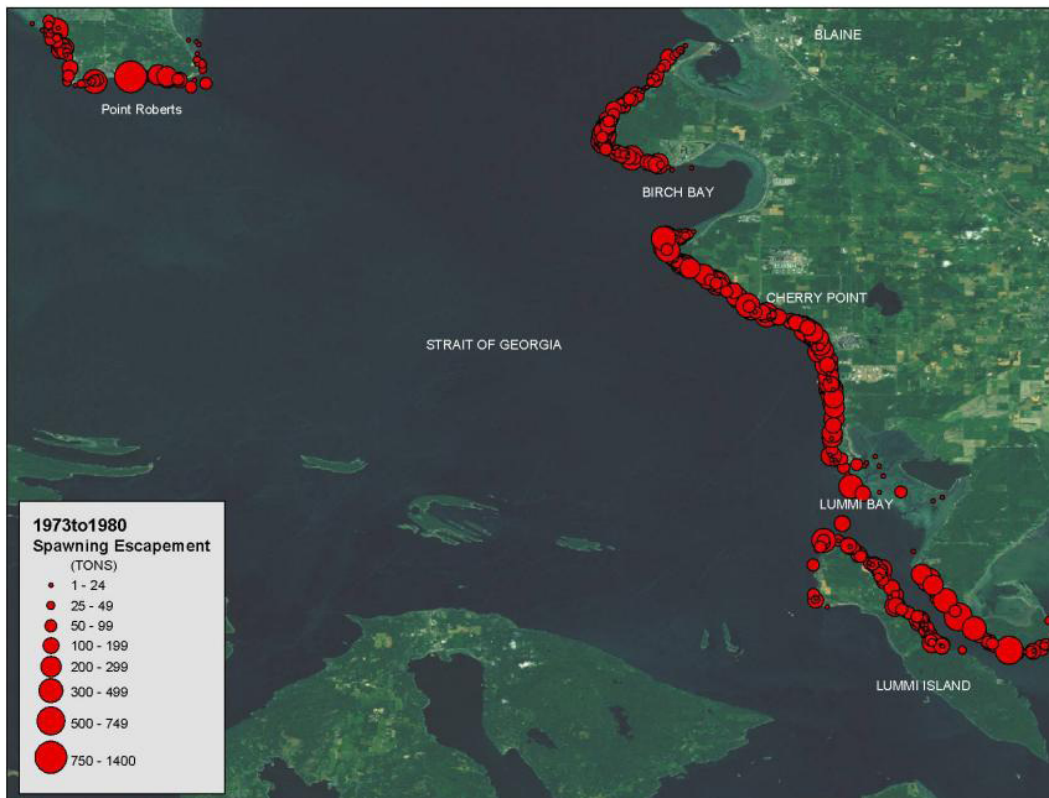 BLAINE
Point Roberts
BIRCH BAY
CHERRY POINT
STRAIT OF GEORGIA
LUMMI BAY
LUMMI ISLAND
1973to1980
Spawning Escapement
(TONS)
1 - 24
25 - 49
50 - 99
100 - 199
200 - 299
300 - 499
500 - 749
750 - 1400